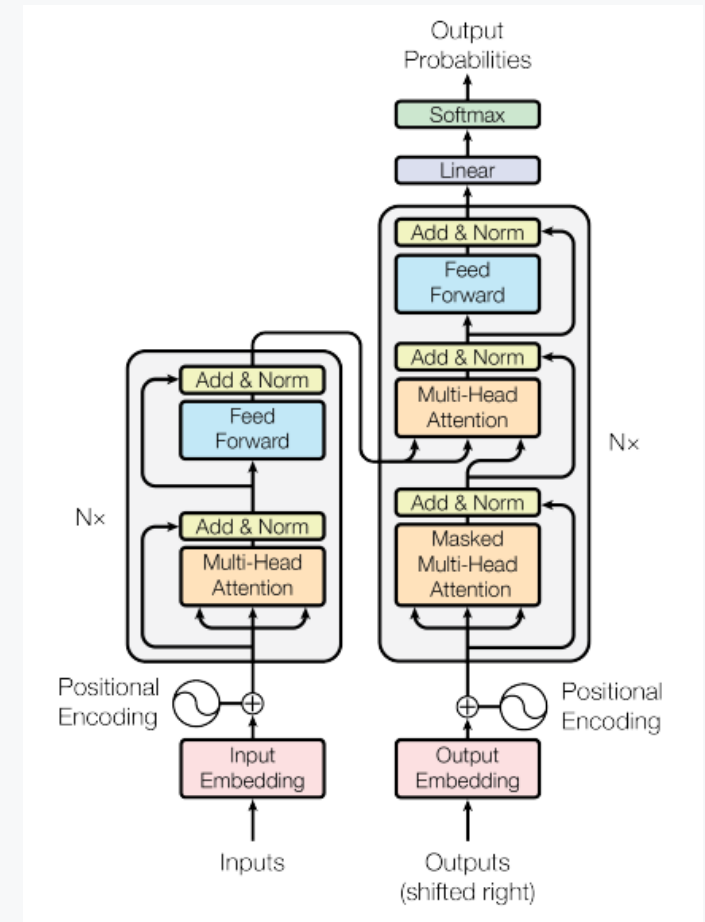 Output
Probabilities
Softmax
Linear
Add & Norm
Feed
Forward
Add & Norm
Multi-Head
Attention
Nx
Add & Norm
Masked
Multi-Head
Attention
Add & Norm
Feed
Forward
Nx
Add & Norm
Multi-Head
Attention
Positional
Encoding
Positional
Encoding
Input
Embedding
Output
Embedding
Inputs
Outputs
(shifted right)